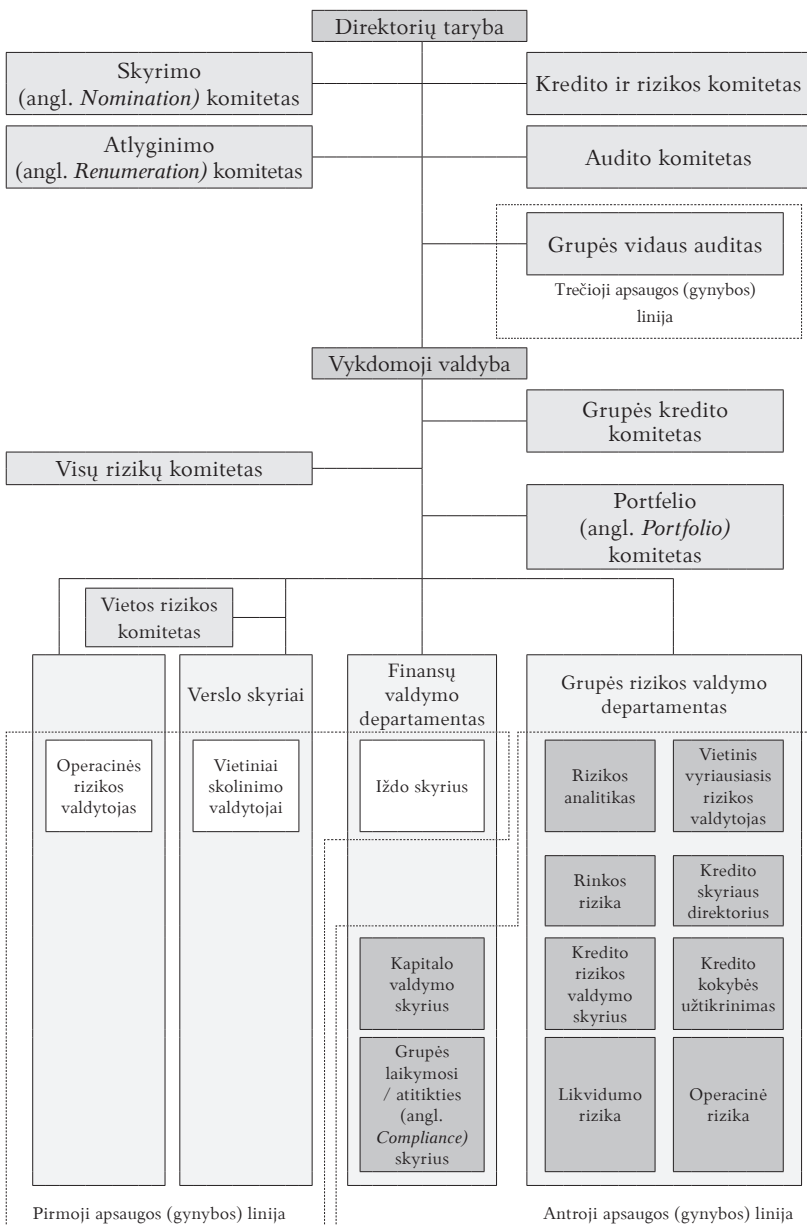 Direktorių taryba
Skyrimo
(angl. Nomination) komitetas
Kredito ir rizikos komitetas
Atlyginimo
(angl. Renumeration) komitetas
Audito komitetas
Grupės vidaus auditas
Trečioji apsaugos (gynybos)
linija
Vykdomoji valdyba
Grupės kredito
komitetas
Visų rizikų komitetas
Portfelio
(angl. Portfolio)
komitetas
Vietos rizikos
komitetas
Verslo skyriai
Finansų
valdymo
departamentas
Grupės rizikos valdymo
departamentas
Operacinės
rizikos
valdytojas
Vietiniai
skolinimo
valdytojai
Iždo skyrius
Rizikos
analitikas
Vietinis
vyriausiasis
rizikos
valdytojas
Rinkos
rizika
Kredito
skyriaus
direktorius
Kapitalo
valdymo
skyrius
Kredito
rizikos
valdymo
skyrius
Kredito
kokybės
užtikrinimas
Grupės
laikymosi
/ atitikties
(angl.
Compliance)
skyrius
Likvidumo
rizika
Operacinė
rizika
Pirmoji apsaugos (gynybos) linija
Antroji apsaugos (gynybos) linija